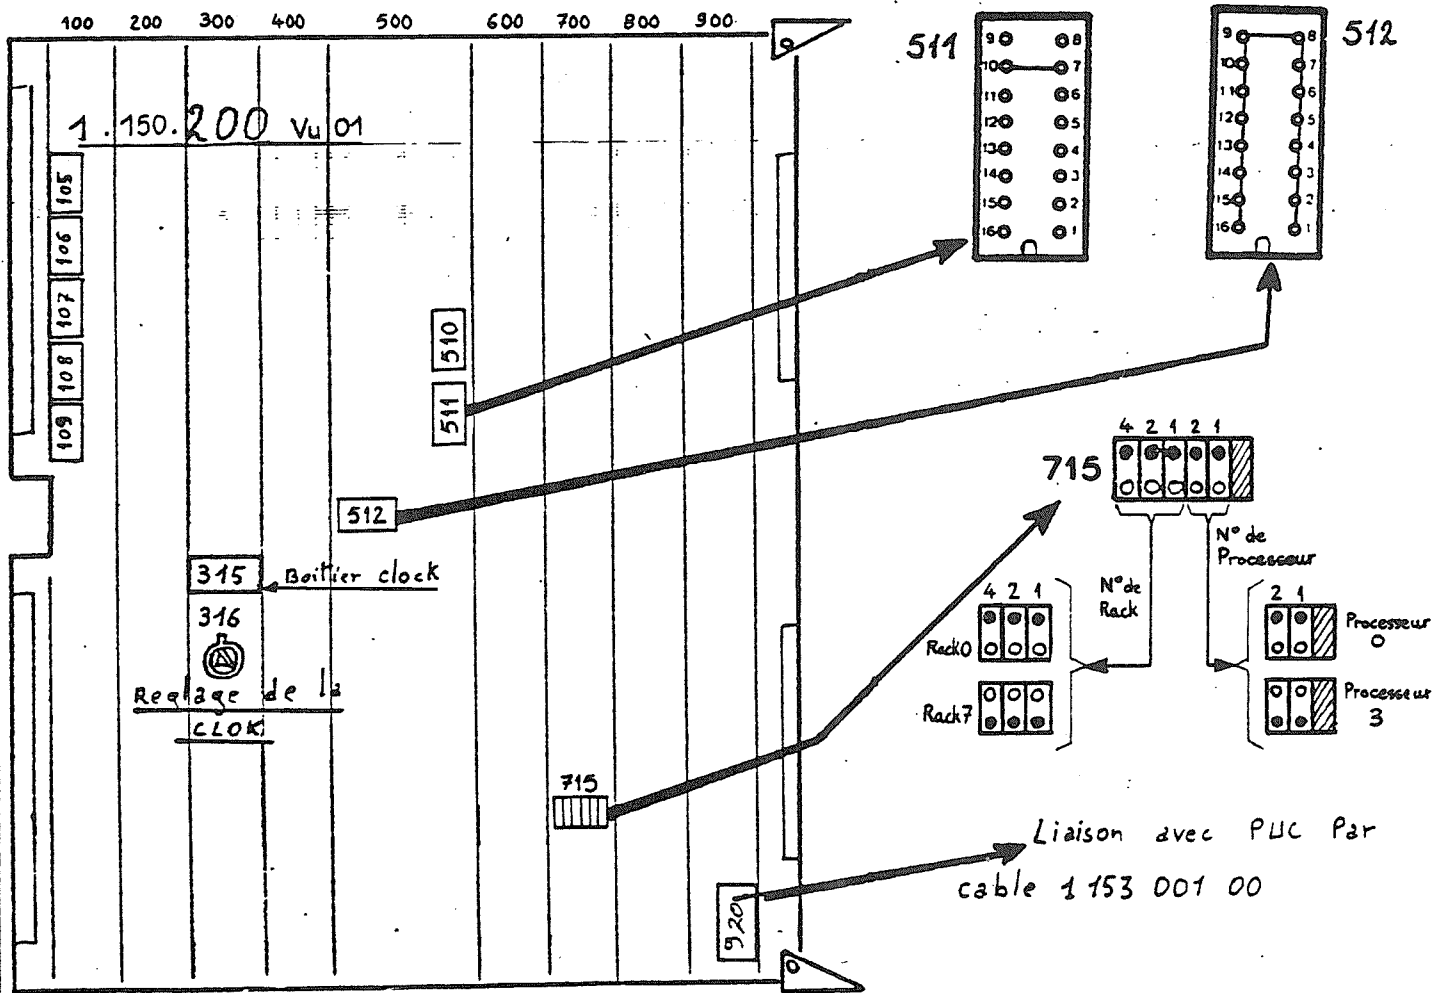 100 200 300 400 500 600 700 800 900
1.150.200 Vu 01
105
106
107
108
109
510
511
512
315
Boitier clock
316
Reglage de la
CLOK
715
920
511
9 8
10 7
11 6
12 5
13 4
14 3
15 2
16 1
512
9 8
10 7
11 6
12 5
13 4
14 3
15 2
16 1
4 2 1 2 1
715
N° de
Rack
N° de
Processeur
4 2 1
Rack 0
Rack 7
2 1
Processeur
0
Processeur
3
Liaison avec PUC Par
cable 1 153 001 00